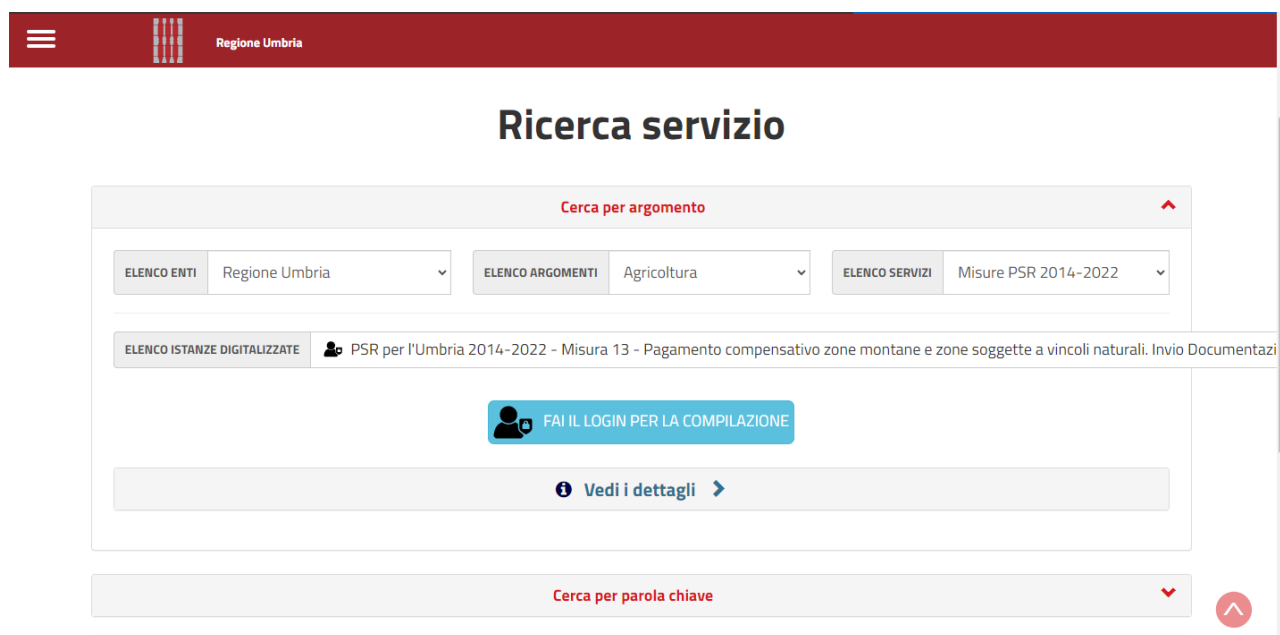 Regione Umbria
Ricerca servizio
Cerca per argomento
ELENCO ENTI Regione Umbria ELENCO ARGOMENTI Agricoltura ELENCO SERVIZI Misure PSR 2014-2022
ELENCO ISTANZE DIGITALIZZATE PSR per l'Umbria 2014-2022 - Misura 13 - Pagamento compensativo zone montane e zone soggette a vincoli naturali. Invio Documentazi
FAI IL LOGIN PER LA COMPILAZIONE
Vedi i dettagli
Cerca per parola chiave